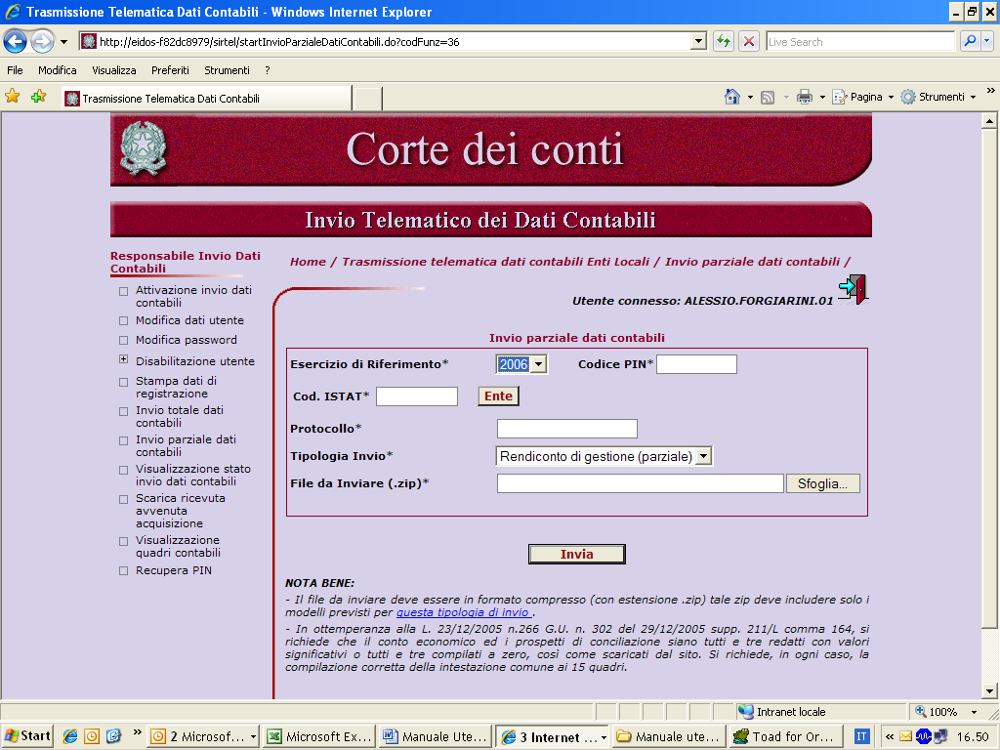 Trasmissione Telematica Dati Contabili - Windows Internet Explorer
http://eidos-f82dc8979/sirtel/startInvioParzialeDatiContabili.do?codFunz=36
Live Search
File Modifica Visualizza Preferiti Strumenti ?
Trasmissione Telematica Dati Contabili
Pagina
Strumenti
»
Corte dei conti
Invio Telematico dei Dati Contabili
Responsabile Invio Dati
Contabili
Attivazione invio dati
contabili
Modifica dati utente
Modifica password
Disabilitazione utente
Stampa dati di
registrazione
Invio totale dati
contabili
Invio parziale dati
contabili
Visualizzazione stato
invio dati contabili
Scarica ricevuta
avvenuta
acquisizione
Visualizzazione
quadri contabili
Recupera PIN
Home / Trasmissione telematica dati contabili Enti Locali / Invio parziale dati contabili /
Utente connesso: ALESSIO.FORGIARINI.01
Invio parziale dati contabili
Esercizio di Riferimento* 2006 Codice PIN*
Cod. ISTAT* Ente
Protocollo*
Tipologia Invio* Rendiconto di gestione (parziale)
File da Inviare (.zip)* Sfoglia...
Invia
NOTA BENE:
- Il file da inviare deve essere in formato compresso (con estensione .zip) tale zip deve includere solo i
modelli previsti per questa tipologia di invio .
- In ottemperanza alla L. 23/12/2005 n.266 G.U. n. 302 del 29/12/2005 supp. 211/L comma 164, si
richiede che il conto economico ed i prospetti di conciliazione siano tutti e tre redatti con valori
significativi o tutti e tre compilati a zero, così come scaricati dal sito. Si richiede, in ogni caso, la
compilazione corretta della intestazione comune ai 15 quadri.
Intranet locale
100%
Start » 2 Microsof... Microsoft Ex... Manuale Ute... 3 Internet ... Manuale ute... Toad for Or... IT « 16.50